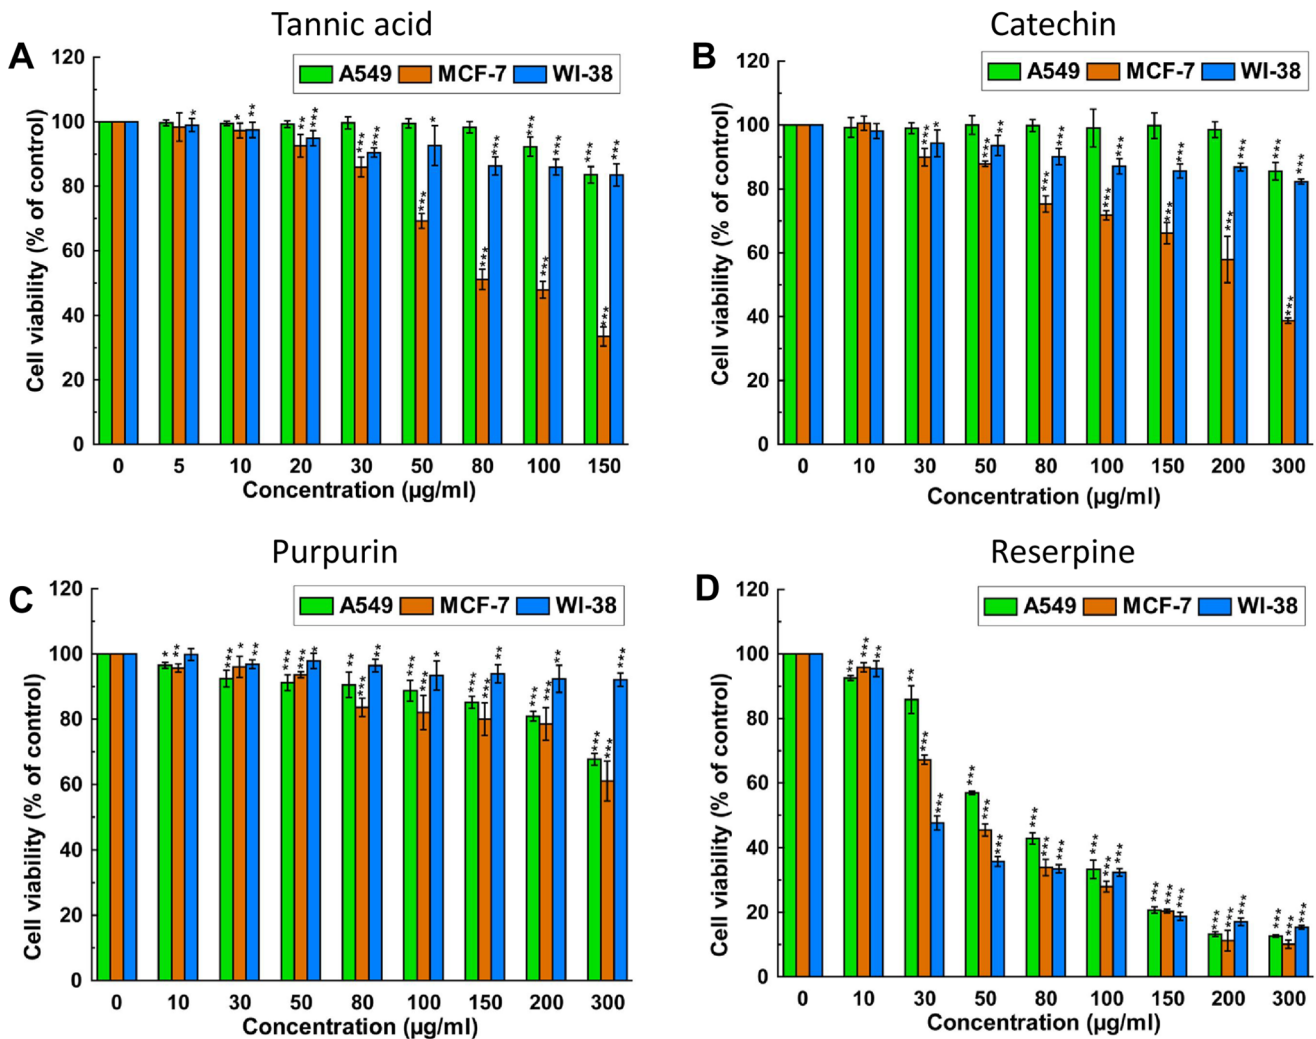 Tannic acid
A
A549 MCF-7 WI-38
Cell viability (% of control)
120
100
80
60
40
20
0
0 5 10 20 30 50 80 100 150
Concentration (µg/ml)
* * * ** ** *** *** *** *** * *** *** *** *** *** *** *** ***
Catechin
B
A549 MCF-7 WI-38
Cell viability (% of control)
120
100
80
60
40
20
0
0 10 30 50 80 100 150 200 300
Concentration (µg/ml)
*** * *** ** *** *** *** *** *** *** *** *** *** *** ***
Purpurin
C
A549 MCF-7 WI-38
Cell viability (% of control)
120
100
80
60
40
20
0
0 10 30 50 80 100 150 200 300
Concentration (µg/ml)
* ** *** * ** *** *** * ** *** ** *** *** * *** *** ** *** *** ** *** *** ***
Reserpine
D
A549 MCF-7 WI-38
Cell viability (% of control)
120
100
80
60
40
20
0
0 10 30 50 80 100 150 200 300
Concentration (µg/ml)
** *** ** ** *** *** *** *** *** *** *** *** *** *** *** *** *** *** *** *** *** *** *** ***